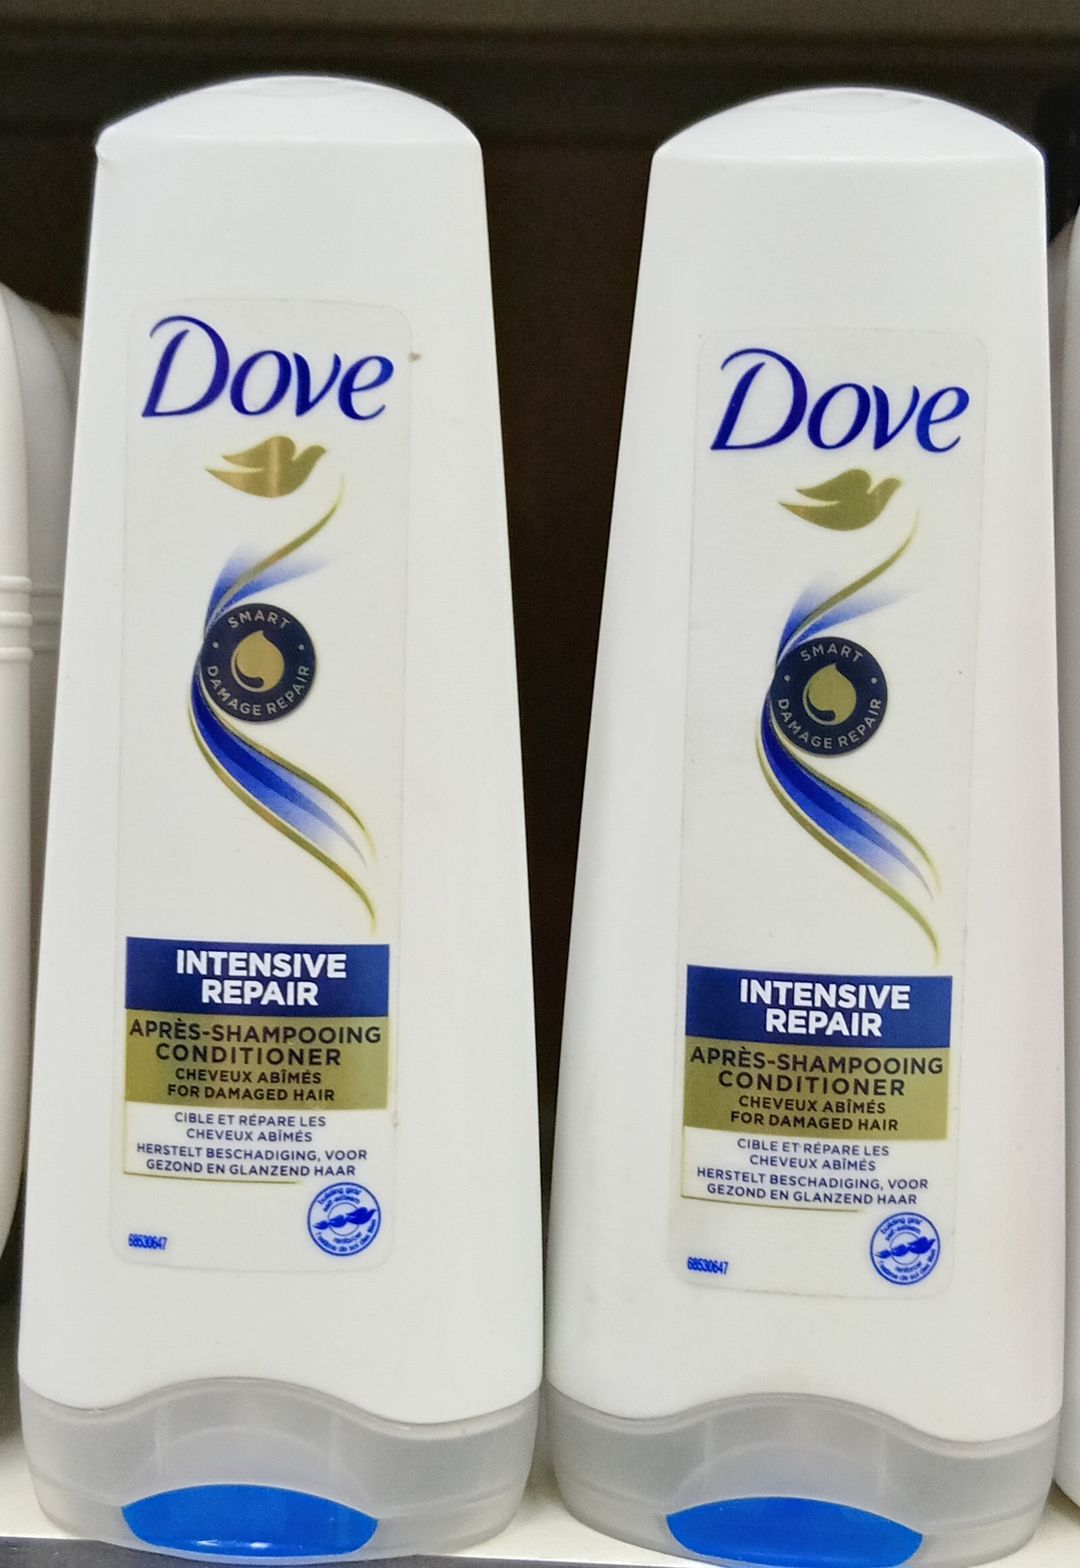 Dove
SMART
DAMAGE REPAIR
INTENSIVE
REPAIR
APRÈS-SHAMPOOING
CONDITIONER
CHEVEUX ABÎMÉS
FOR DAMAGED HAIR
CIBLE ET RÉPARE LES
CHEVEUX ABÎMÉS
HERSTELT BESCHADIGING, VOOR
GEZOND EN GLANZEND HAAR
68530647
Dove
SMART
DAMAGE REPAIR
INTENSIVE
REPAIR
APRÈS-SHAMPOOING
CONDITIONER
CHEVEUX ABÎMÉS
FOR DAMAGED HAIR
CIBLE ET RÉPARE LES
CHEVEUX ABÎMÉS
HERSTELT BESCHADIGING, VOOR
GEZOND EN GLANZEND HAAR
68530647